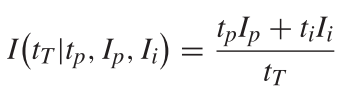 I(t_T|t_p, I_p, I_i) = \frac{t_p I_p + t_i I_i}{t_T}